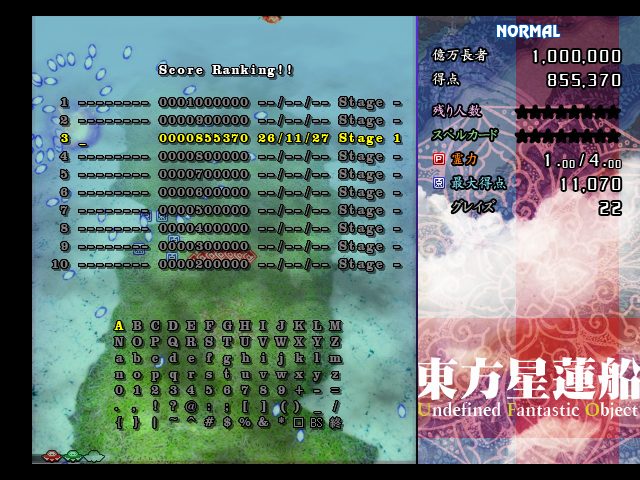 NORMAL
Score Ranking!!
1 -------- 0001000000 --/--/-- Stage -
2 -------- 0000900000 --/--/-- Stage -
3 _ 0000855370 26/11/27 Stage 1
4 -------- 0000800000 --/--/-- Stage -
5 -------- 0000700000 --/--/-- Stage -
6 -------- 0000600000 --/--/-- Stage -
7 -------- 0000500000 --/--/-- Stage -
8 -------- 0000400000 --/--/-- Stage -
9 -------- 0000300000 --/--/-- Stage -
10 -------- 0000200000 --/--/-- Stage -
A B C D E F G H I J K L M
N O P Q R S T U V W X Y Z
a b c d e f g h i j k l m
n o p q r s t u v w x y z
0 1 2 3 4 5 6 7 8 9 + - =
. , ! ? @ : ; [ ] ( ) _ /
{ } | ~ ^ # $ % & * □ BS 終
億万長者 1,000,000
得点 855,370
残り人数 ★★★★★★★★
スペルカード ★★★★★★★★
P 霊力 1.00/4.00
点 最大得点 11,070
グレイズ 22
東方星蓮船
Undefined Fantastic Object